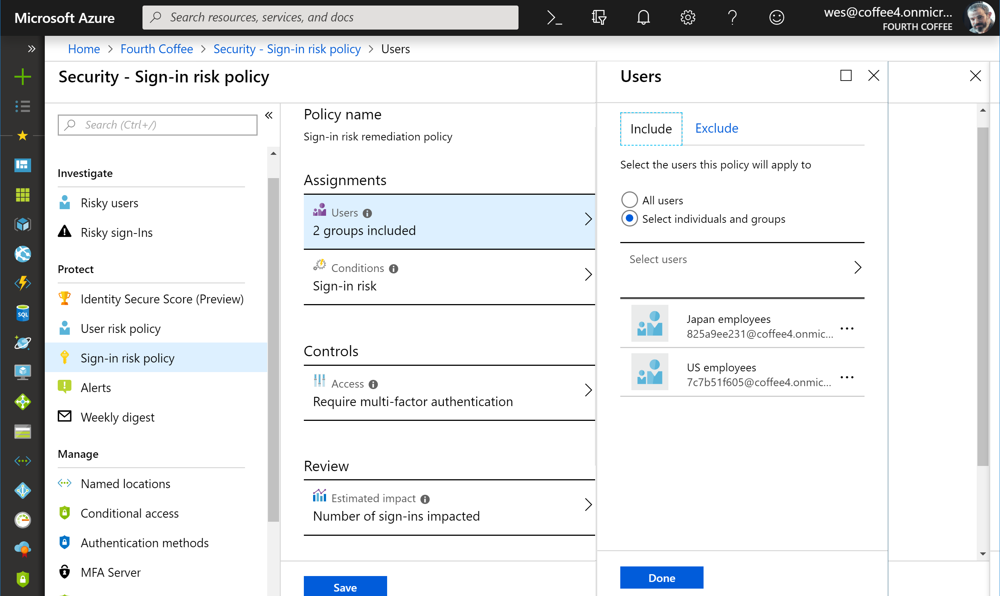 Microsoft Azure
Search resources, services, and docs
wes@coffee4.onmicr...
FOURTH COFFEE
Home > Fourth Coffee > Security - Sign-in risk policy > Users
Security - Sign-in risk policy
Search (Ctrl+/)
Investigate
Risky users
Risky sign-Ins
Protect
Identity Secure Score (Preview)
User risk policy
Sign-in risk policy
Alerts
Weekly digest
Manage
Named locations
Conditional access
Authentication methods
MFA Server
SQL
Policy name
Sign-in risk remediation policy
Assignments
Users
2 groups included
Conditions
Sign-in risk
Controls
Access
Require multi-factor authentication
Review
Estimated impact
Number of sign-ins impacted
Save
Users
Include
Exclude
Select the users this policy will apply to
All users
Select individuals and groups
Select users
Japan employees
825a9ee231@coffee4.onmic...
US employees
7c7b51f605@coffee4.onmic...
Done